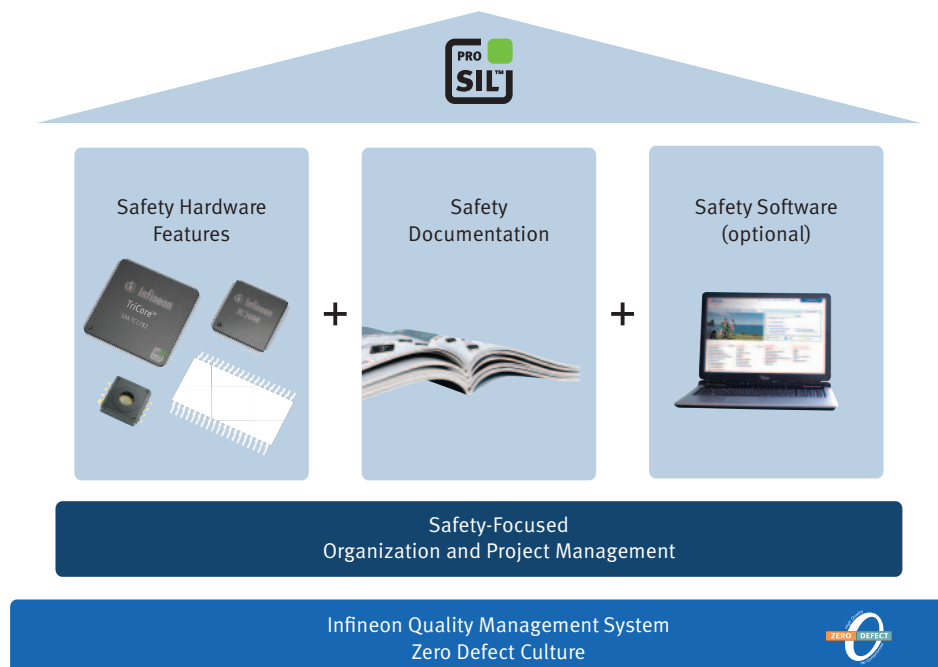 PRO
SIL™
Safety Hardware
Features
Safety
Documentation
Safety Software
(optional)
Infineon
TriCore™
Infineon
+
+
Safety-Focused
Organization and Project Management
Infineon Quality Management System
Zero Defect Culture
ZERO DEFECT